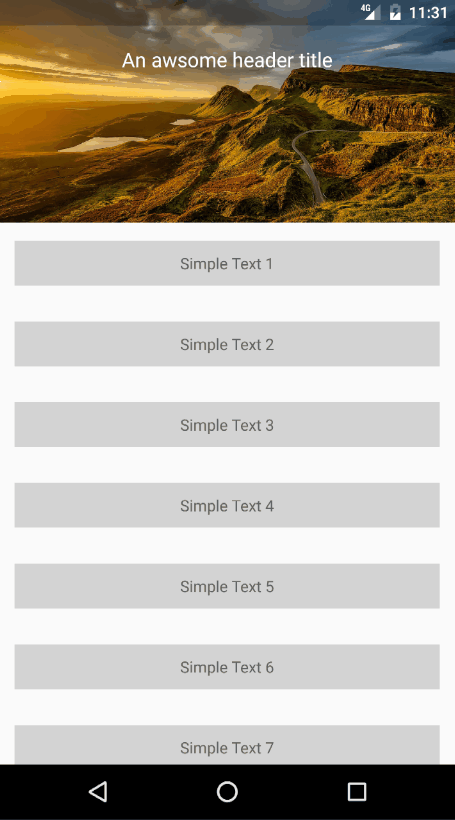 4G 11:31
An awsome header title
Simple Text 1
Simple Text 2
Simple Text 3
Simple Text 4
Simple Text 5
Simple Text 6
Simple Text 7